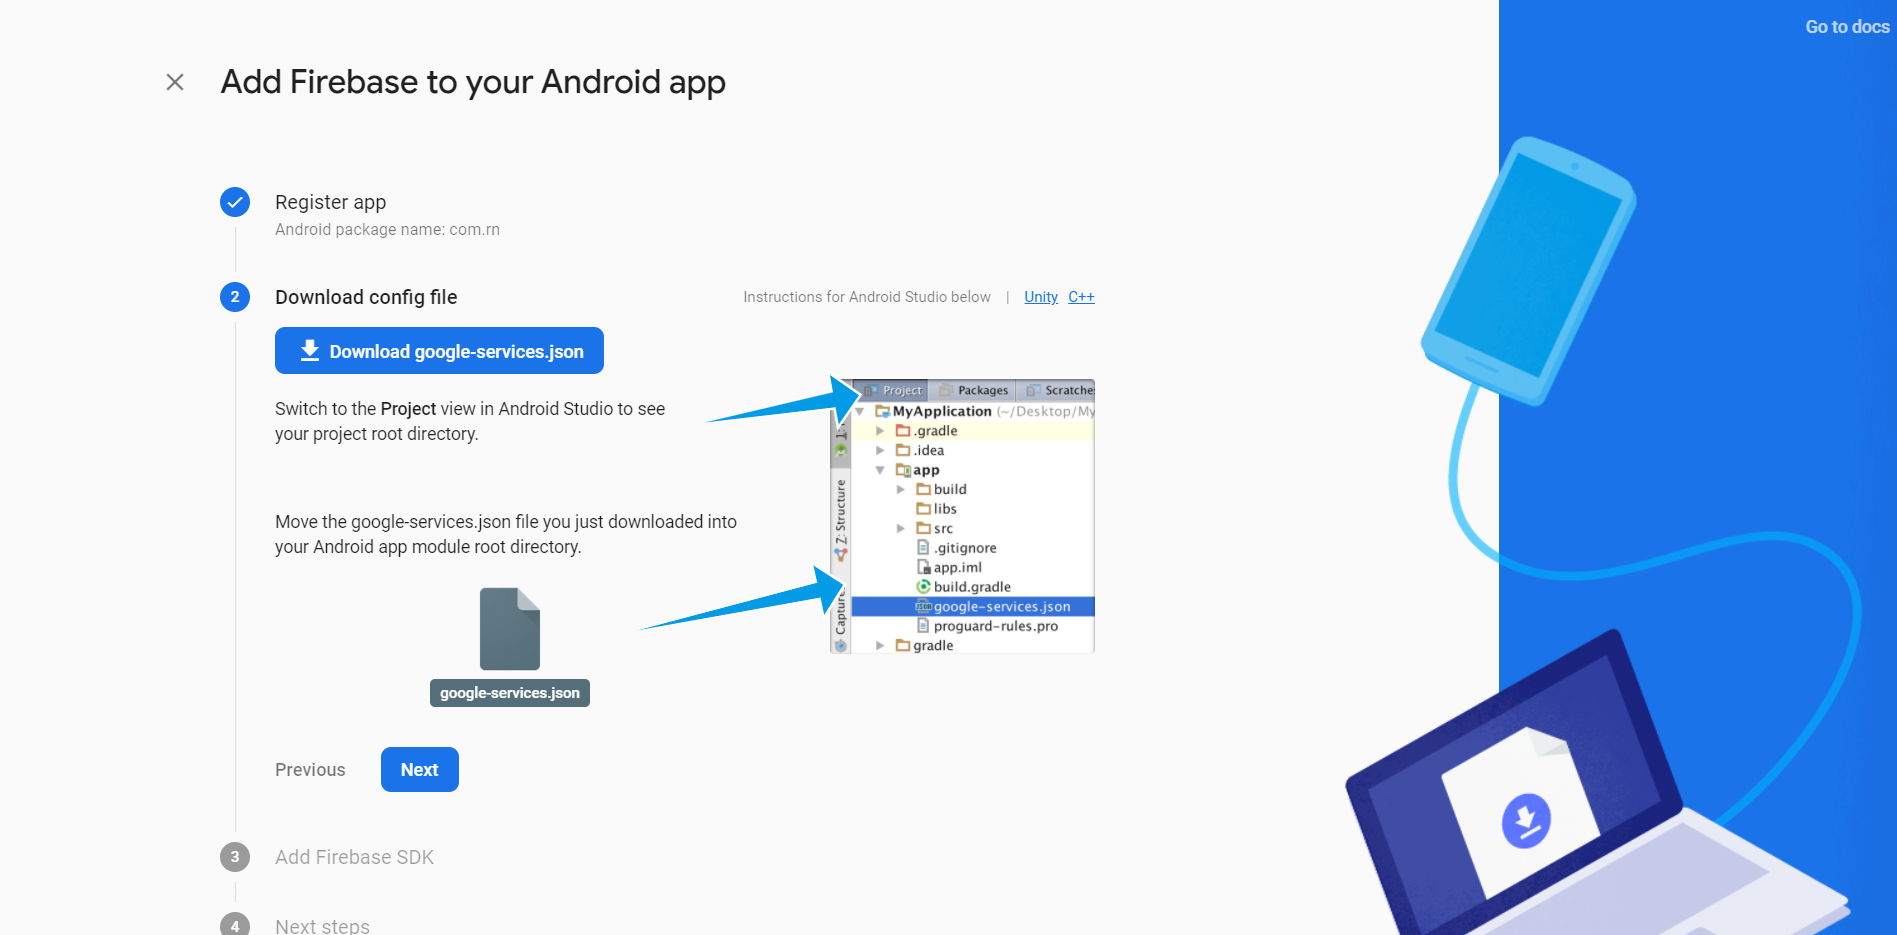 Go to docs
Add Firebase to your Android app
Register app
Android package name: com.rn
2
Download config file
Instructions for Android Studio below | Unity C++
Download google-services.json
Switch to the Project view in Android Studio to see
your project root directory.
Move the google-services.json file you just downloaded into
your Android app module root directory.
google-services.json
Project Packages Scratche
MyApplication (~/Desktop/My
.gradle
.idea
app
build
libs
src
.gitignore
app.iml
build.gradle
google-services.json
proguard-rules.pro
gradle
Z: Structure
Capture
Previous
Next
3
Add Firebase SDK
4
Next steps